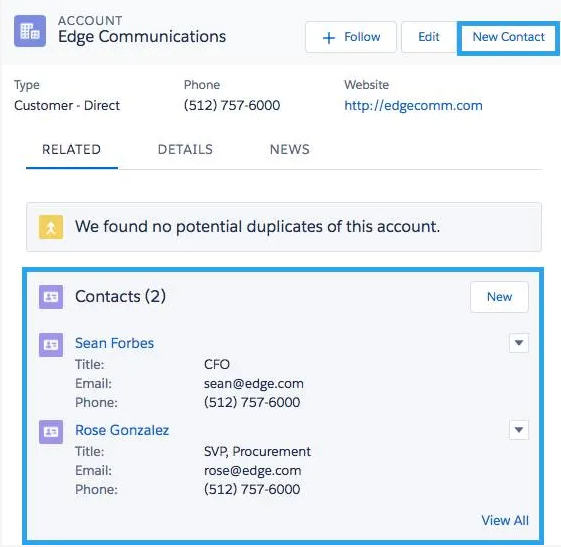 ACCOUNT
Edge Communications
+ Follow Edit New Contact
Type Phone Website
Customer - Direct (512) 757-6000 http://edgecomm.com
RELATED DETAILS NEWS
We found no potential duplicates of this account.
Contacts (2) New
Sean Forbes
Title: CFO
Email: sean@edge.com
Phone: (512) 757-6000
Rose Gonzalez
Title: SVP, Procurement
Email: rose@edge.com
Phone: (512) 757-6000
View All